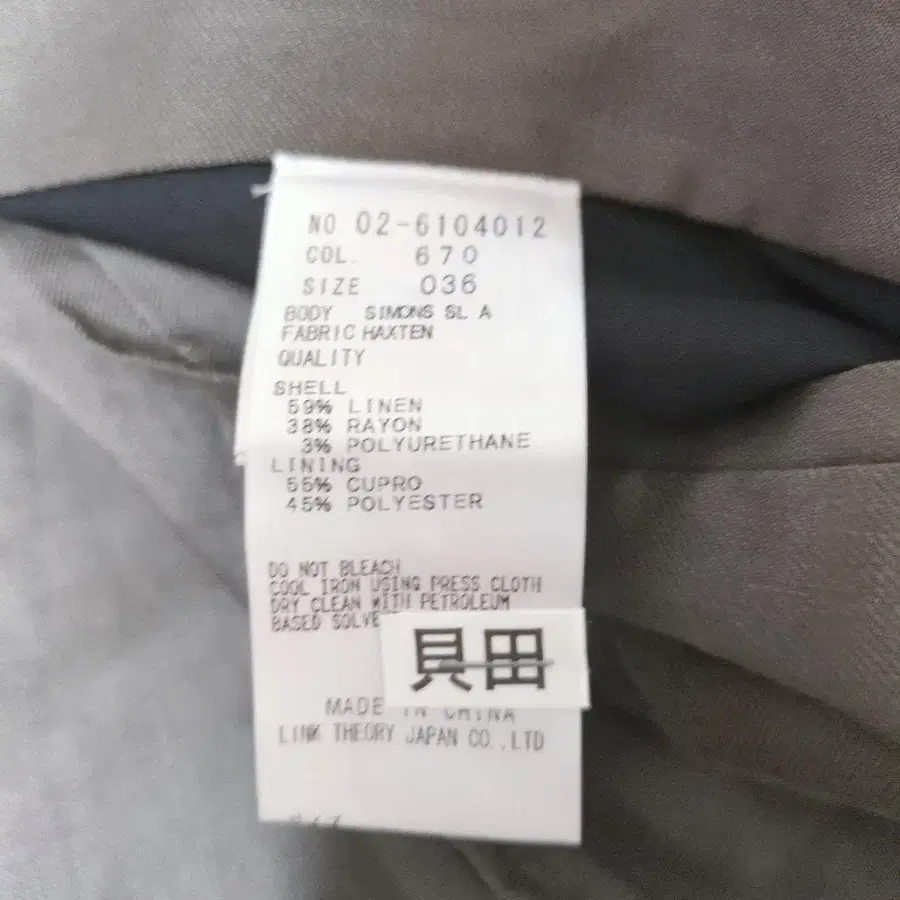 NO. 02-6104012
COL. 670
SIZE 036
BODY SIMONS SL A
FABRIC HAXTEN
QUALITY
SHELL
59% LINEN
38% RAYON
3% POLYURETHANE
LINING
55% CUPRO
45% POLYESTER
DO NOT BLEACH
COOL IRON USING PRESS CLOTH
DRY CLEAN WITH PETROLEUM
BASED SOLVE
貝田
MADE IN CHINA
LINK THEORY JAPAN CO.,LTD